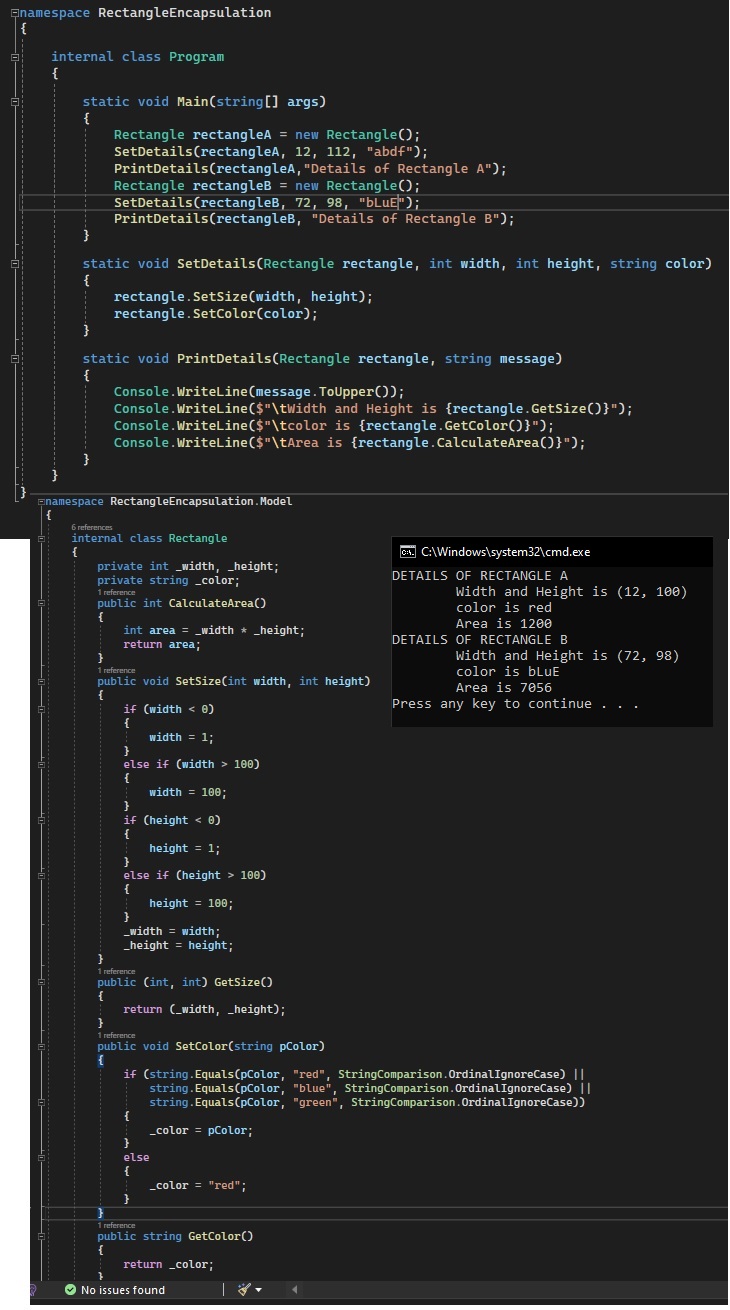 namespace RectangleEncapsulation
{
internal class Program
{
static void Main(string[] args)
{
Rectangle rectangleA = new Rectangle();
SetDetails(rectangleA, 12, 112, "abdf");
PrintDetails(rectangleA,"Details of Rectangle A");
Rectangle rectangleB = new Rectangle();
SetDetails(rectangleB, 72, 98, "bLuE");
PrintDetails(rectangleB, "Details of Rectangle B");
}
static void SetDetails(Rectangle rectangle, int width, int height, string color)
{
rectangle.SetSize(width, height);
rectangle.SetColor(color);
}
static void PrintDetails(Rectangle rectangle, string message)
{
Console.WriteLine(message.ToUpper());
Console.WriteLine($"\tWidth and Height is {rectangle.GetSize()}");
Console.WriteLine($"\tcolor is {rectangle.GetColor()}");
Console.WriteLine($"\tArea is {rectangle.CalculateArea()}");
}
}
}
namespace RectangleEncapsulation.Model
{
6 references
internal class Rectangle
{
private int _width, _height;
private string _color;
1 reference
public int CalculateArea()
{
int area = _width * _height;
return area;
}
1 reference
public void SetSize(int width, int height)
{
if (width < 0)
{
width = 1;
}
else if (width > 100)
{
width = 100;
}
if (height < 0)
{
height = 1;
}
else if (height > 100)
{
height = 100;
}
_width = width;
_height = height;
}
1 reference
public (int, int) GetSize()
{
return (_width, _height);
}
1 reference
public void SetColor(string pColor)
{
if (string.Equals(pColor, "red", StringComparison.OrdinalIgnoreCase) ||
string.Equals(pColor, "blue", StringComparison.OrdinalIgnoreCase) ||
string.Equals(pColor, "green", StringComparison.OrdinalIgnoreCase))
{
_color = pColor;
}
else
{
_color = "red";
}
}
1 reference
public string GetColor()
{
return _color;
}
No issues found
C:\Windows\system32\cmd.exe
DETAILS OF RECTANGLE A
Width and Height is (12, 100)
color is red
Area is 1200
DETAILS OF RECTANGLE B
Width and Height is (72, 98)
color is bLuE
Area is 7056
Press any key to continue . . .